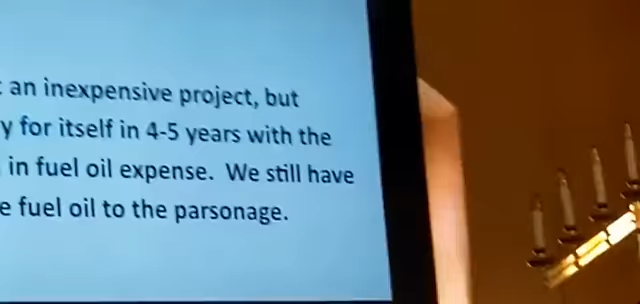 an inexpensive project, but
y for itself in 4-5 years with the
in fuel oil expense. We still have
e fuel oil to the parsonage.